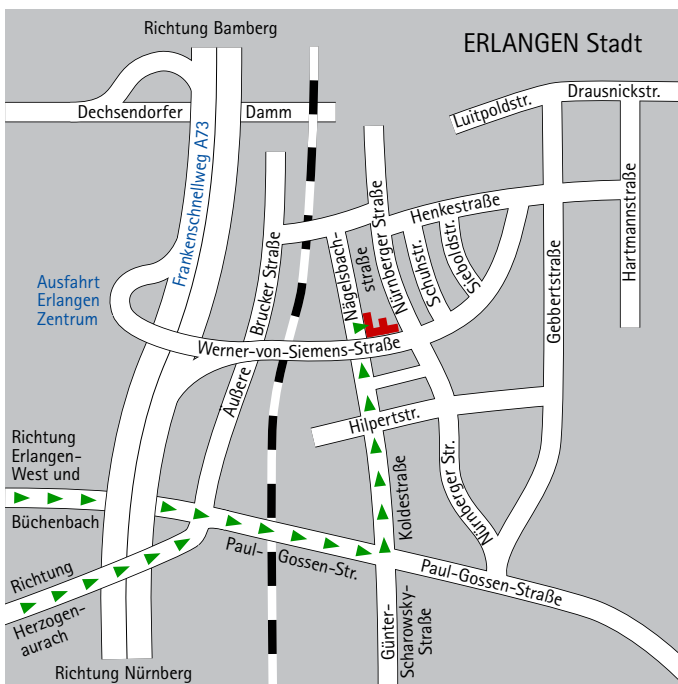 Richtung Bamberg
ERLANGEN Stadt
Drausnickstr.
Luitpoldstr.
Dechsendorfer Damm
Frankenschnellweg A73
Hartmannstraße
Henkestraße
Nägelsbach-
straße
Nürnberger Straße
Schuhstr.
Sieboldstr.
Gebbertstraße
Äußere Brucker Straße
Ausfahrt
Erlangen
Zentrum
Werner-von-Siemens-Straße
Hilpertstr.
Richtung
Erlangen-
West und
Büchenbach
Nürnberger Str.
Koldestraße
Paul-Gossen-Str.
Paul-Gossen-Straße
Richtung
Herzogen-
aurach
Günter-
Scharowsky-
Straße
Richtung Nürnberg